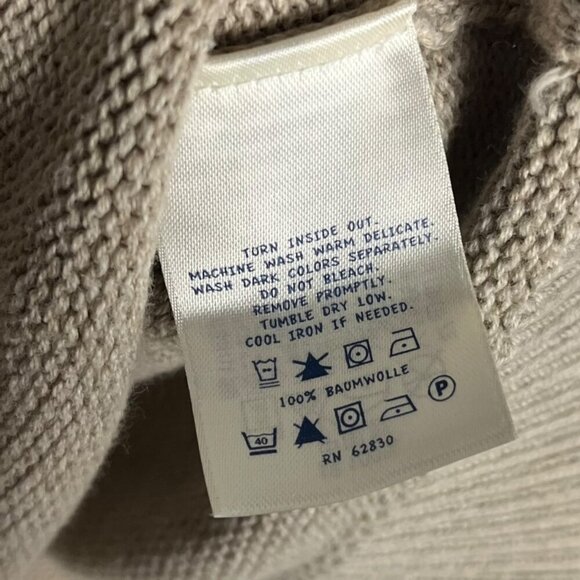 TURN INSIDE OUT.
MACHINE WASH WARM DELICATE.
WASH DARK COLORS SEPARATELY.
DO NOT BLEACH.
REMOVE PROMPTLY.
TUMBLE DRY LOW.
COOL IRON IF NEEDED.
100% BAUMWOLLE
40 P
RN 62830